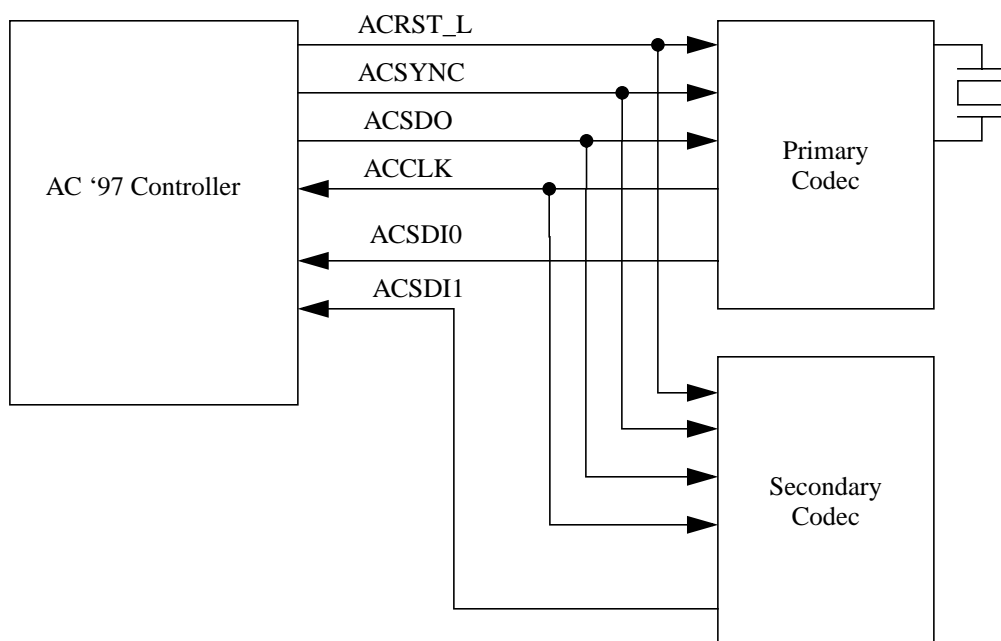 ACRST_L
ACSYNC
ACSDO
ACCLK
ACSDI0
ACSDI1
AC ‘97 Controller
Primary
Codec
Secondary
Codec